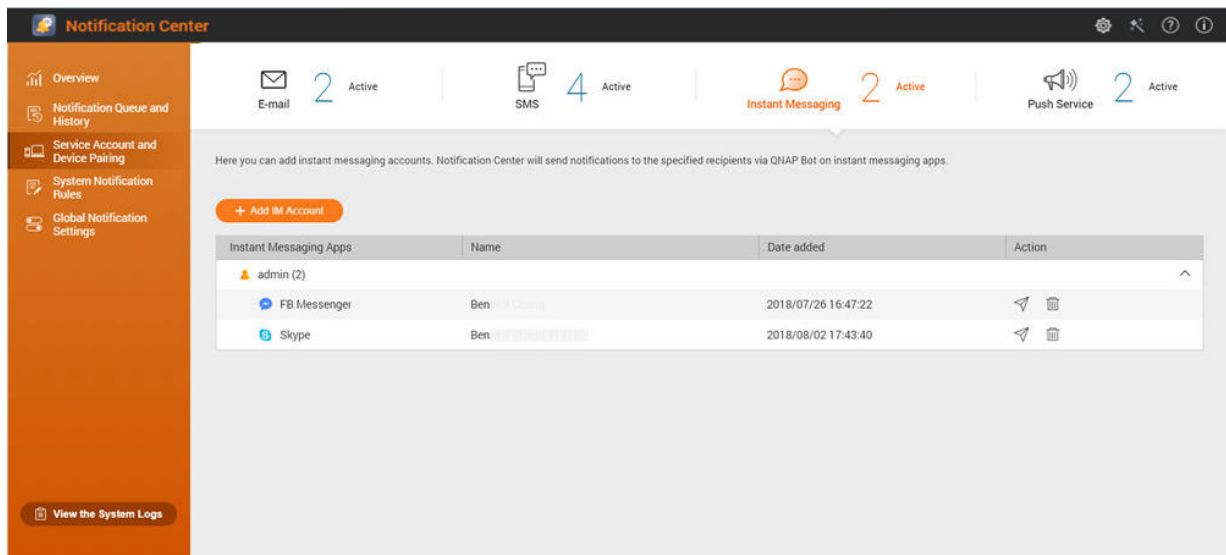 Notification Center
Overview
Notification Queue and
History
Service Account and
Device Pairing
System Notification
Rules
Global Notification
Settings
View the System Logs
E-mail 2 Active
SMS 4 Active
Instant Messaging 2 Active
Push Service 2 Active
Here you can add instant messaging accounts. Notification Center will send notifications to the specified recipients via QNAP Bot on instant messaging apps.
+ Add IM Account
Instant Messaging Apps Name Date added Action
admin (2)
FB Messenger Ben 2018/07/26 16:47:22
Skype Ben 2018/08/02 17:43:40